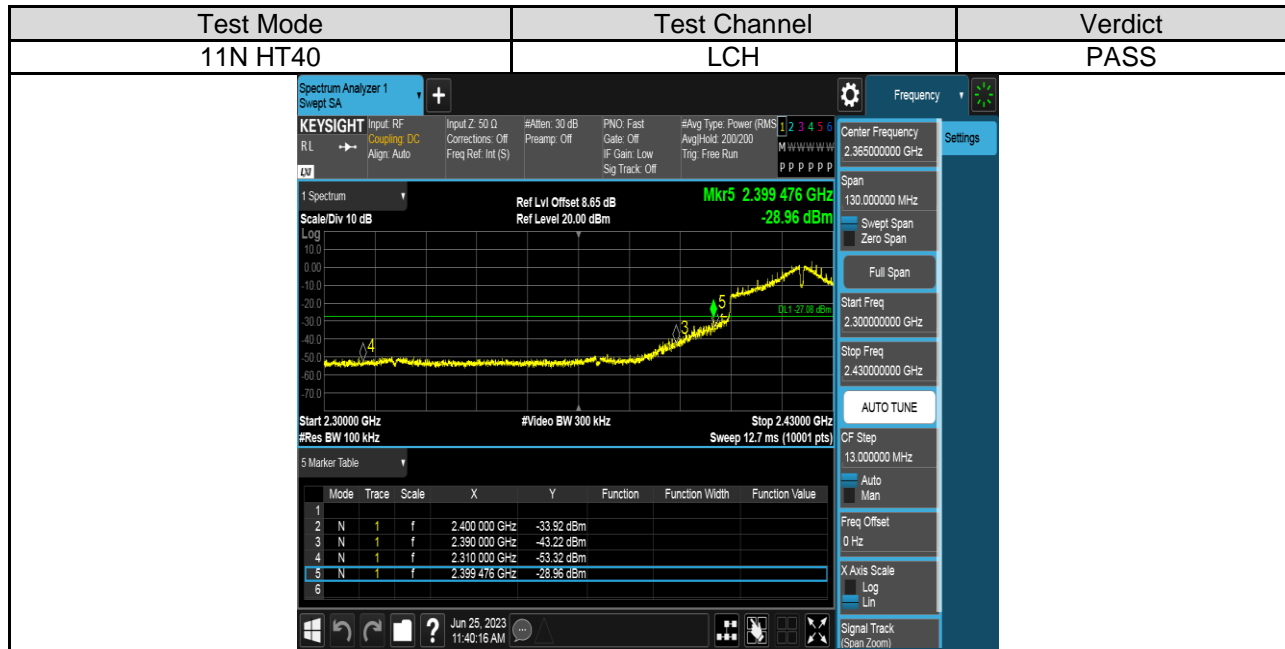 Test Mode Test Channel Verdict
11N HT40 LCH PASS
Spectrum Analyzer 1
Swept SA
+
Frequency
KEYSIGHT
RL
LXI
Input: RF
Coupling: DC
Align: Auto
Input Z: 50 Ω
Corrections: Off
Freq Ref: Int (S)
#Atten: 30 dB
Preamp: Off
PNO: Fast
Gate: Off
IF Gain: Low
Sig Track: Off
#Avg Type: Power (RMS
Avg|Hold: 200/200
Trig: Free Run
1 2 3 4 5 6
M W W W W W
P P P P P P
1 Spectrum
Scale/Div 10 dB
Ref Lvl Offset 8.65 dB
Ref Level 20.00 dBm
Mkr5 2.399 476 GHz
-28.96 dBm
Log
10.0
0.00
-10.0
-20.0
-30.0
-40.0
-50.0
-60.0
-70.0
4
3
2
5
DL1 -27.08 dBm
Start 2.30000 GHz #Video BW 300 kHz Stop 2.43000 GHz
#Res BW 100 kHz Sweep 12.7 ms (10001 pts)
5 Marker Table
Mode Trace Scale X Y Function Function Width Function Value
1
2 N 1 f 2.400 000 GHz -33.92 dBm
3 N 1 f 2.390 000 GHz -43.22 dBm
4 N 1 f 2.310 000 GHz -53.32 dBm
5 N 1 f 2.399 476 GHz -28.96 dBm
6
?
Jun 25, 2023
11:40:16 AM
Center Frequency
2.365000000 GHz
Settings
Span
130.000000 MHz
Swept Span
Zero Span
Full Span
Start Freq
2.300000000 GHz
Stop Freq
2.430000000 GHz
AUTO TUNE
CF Step
13.000000 MHz
Auto
Man
Freq Offset
0 Hz
X Axis Scale
Log
Lin
Signal Track
(Span Zoom)